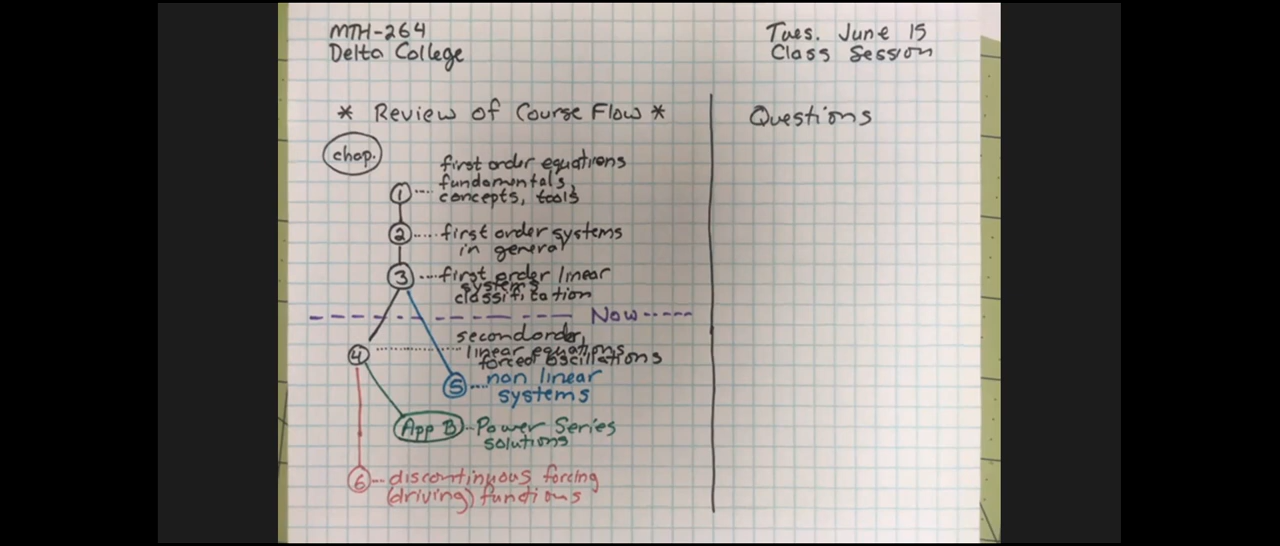 MTH-264
Delta College
Tues. June 15
Class Session
* Review of Course Flow *
chap.
1 .... first order equations
fundamentals,
concepts, tools
2 .... first order systems
in general
3 .... first order linear
systems
classification
Now
4 .... second order,
linear equations
forced oscillations
5 ... non linear
systems
App B .. Power Series
solutions
6 ... discontinuous forcing
(driving) functions
Questions